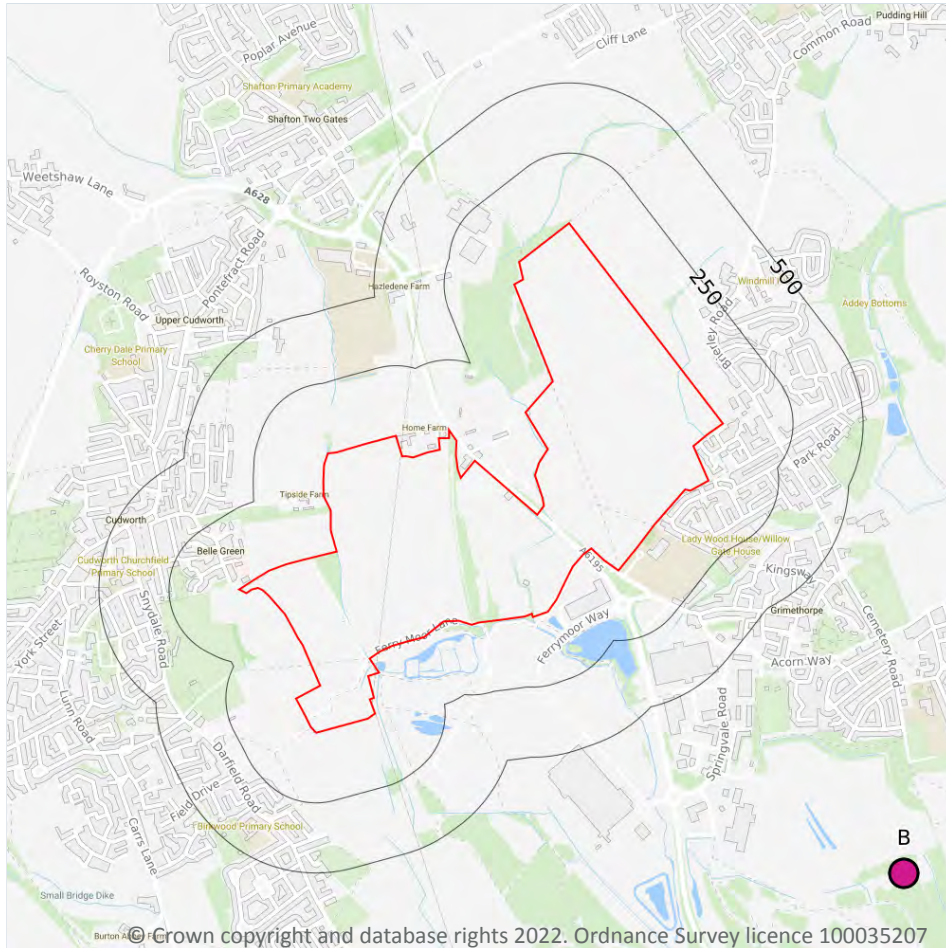 Pudding Hill
Common Road
Cliff Lane
Poplar Avenue
Shafton Primary Academy
Shafton Two Gates
Weetshaw Lane
A628
Pontefract Road
Royston Road
Hazledene Farm
250
500
Windmill
Addey Bottoms
Brierley Road
Upper Cudworth
Cherry Dale Primary
School
Home Farm
Park Road
Tipside Farm
Cudworth
Belle Green
Cudworth Churchfield
Primary School
Lady Wood House/Willow
Gate House
A6195
Kingsway
Grimethorpe
Cemetery Road
Snydale Road
York Street
Ferry Moor Lane
Ferrymoor Way
Acorn Way
Springvale Road
Lunn Road
Darfield Road
Field Drive
Carrs Lane
Birkwood Primary School
B
Small Bridge Dike
Burton Abbey Farm
© Crown copyright and database rights 2022. Ordnance Survey licence 100035207